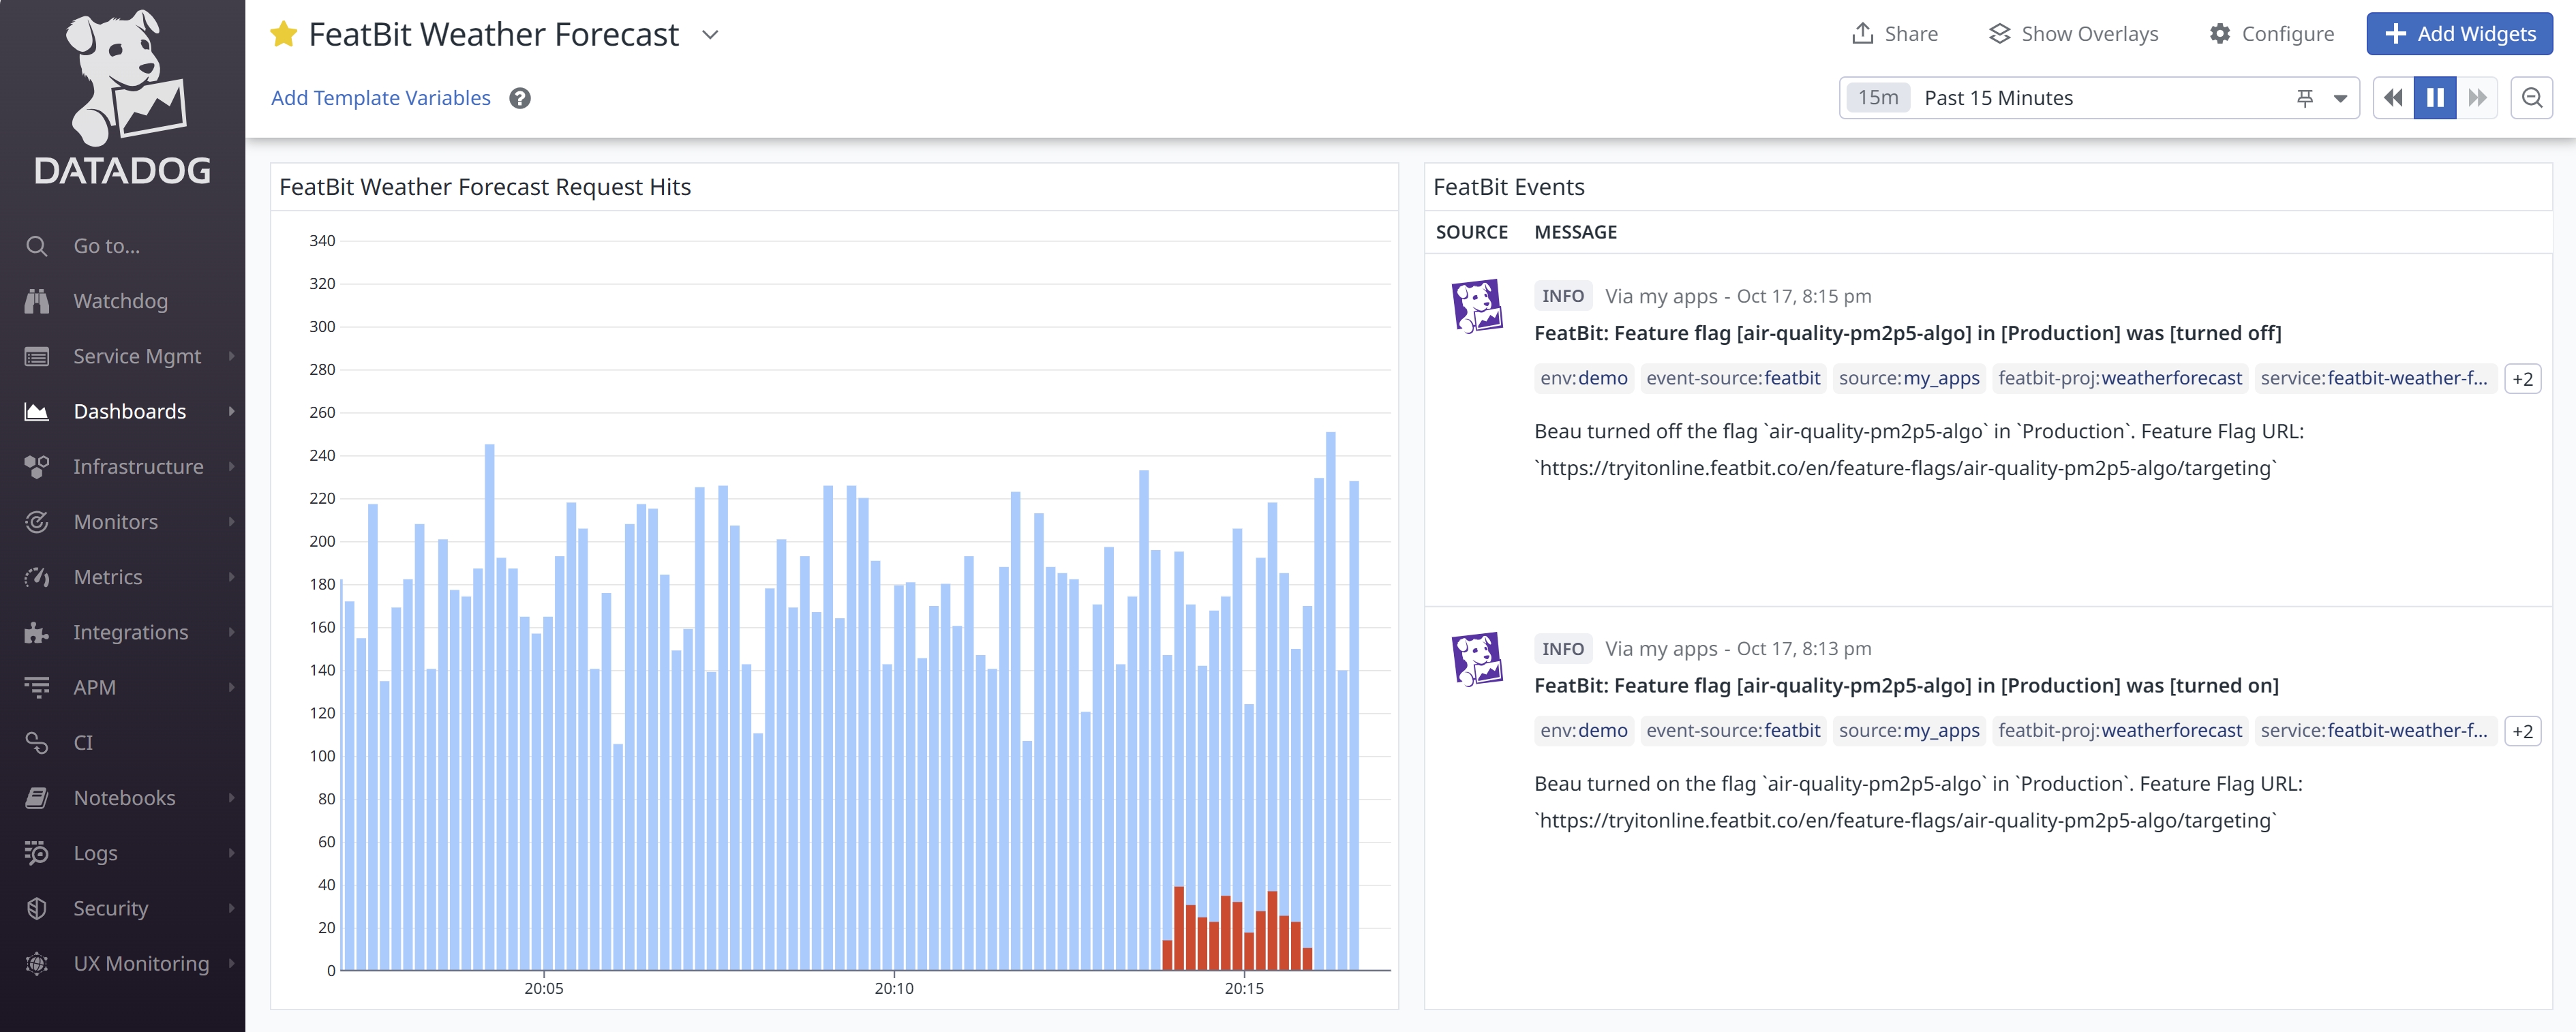 DATADOG
Go to...
Watchdog
Service Mgmt
Dashboards
Infrastructure
Monitors
Metrics
Integrations
APM
CI
Notebooks
Logs
Security
UX Monitoring
FeatBit Weather Forecast
Share
Show Overlays
Configure
Add Widgets
Add Template Variables ?
15m Past 15 Minutes
FeatBit Weather Forecast Request Hits
340
320
300
280
260
240
220
200
180
160
140
120
100
80
60
40
20
0
20:05 20:10 20:15
FeatBit Events
SOURCE MESSAGE
INFO Via my apps - Oct 17, 8:15 pm
FeatBit: Feature flag [air-quality-pm2p5-algo] in [Production] was [turned off]
env:demo event-source:featbit source:my_apps featbit-proj:weatherforecast service:featbit-weather-f... +2
Beau turned off the flag `air-quality-pm2p5-algo` in `Production`. Feature Flag URL:
`https://tryitonline.featbit.co/en/feature-flags/air-quality-pm2p5-algo/targeting`
INFO Via my apps - Oct 17, 8:13 pm
FeatBit: Feature flag [air-quality-pm2p5-algo] in [Production] was [turned on]
env:demo event-source:featbit source:my_apps featbit-proj:weatherforecast service:featbit-weather-f... +2
Beau turned on the flag `air-quality-pm2p5-algo` in `Production`. Feature Flag URL:
`https://tryitonline.featbit.co/en/feature-flags/air-quality-pm2p5-algo/targeting`